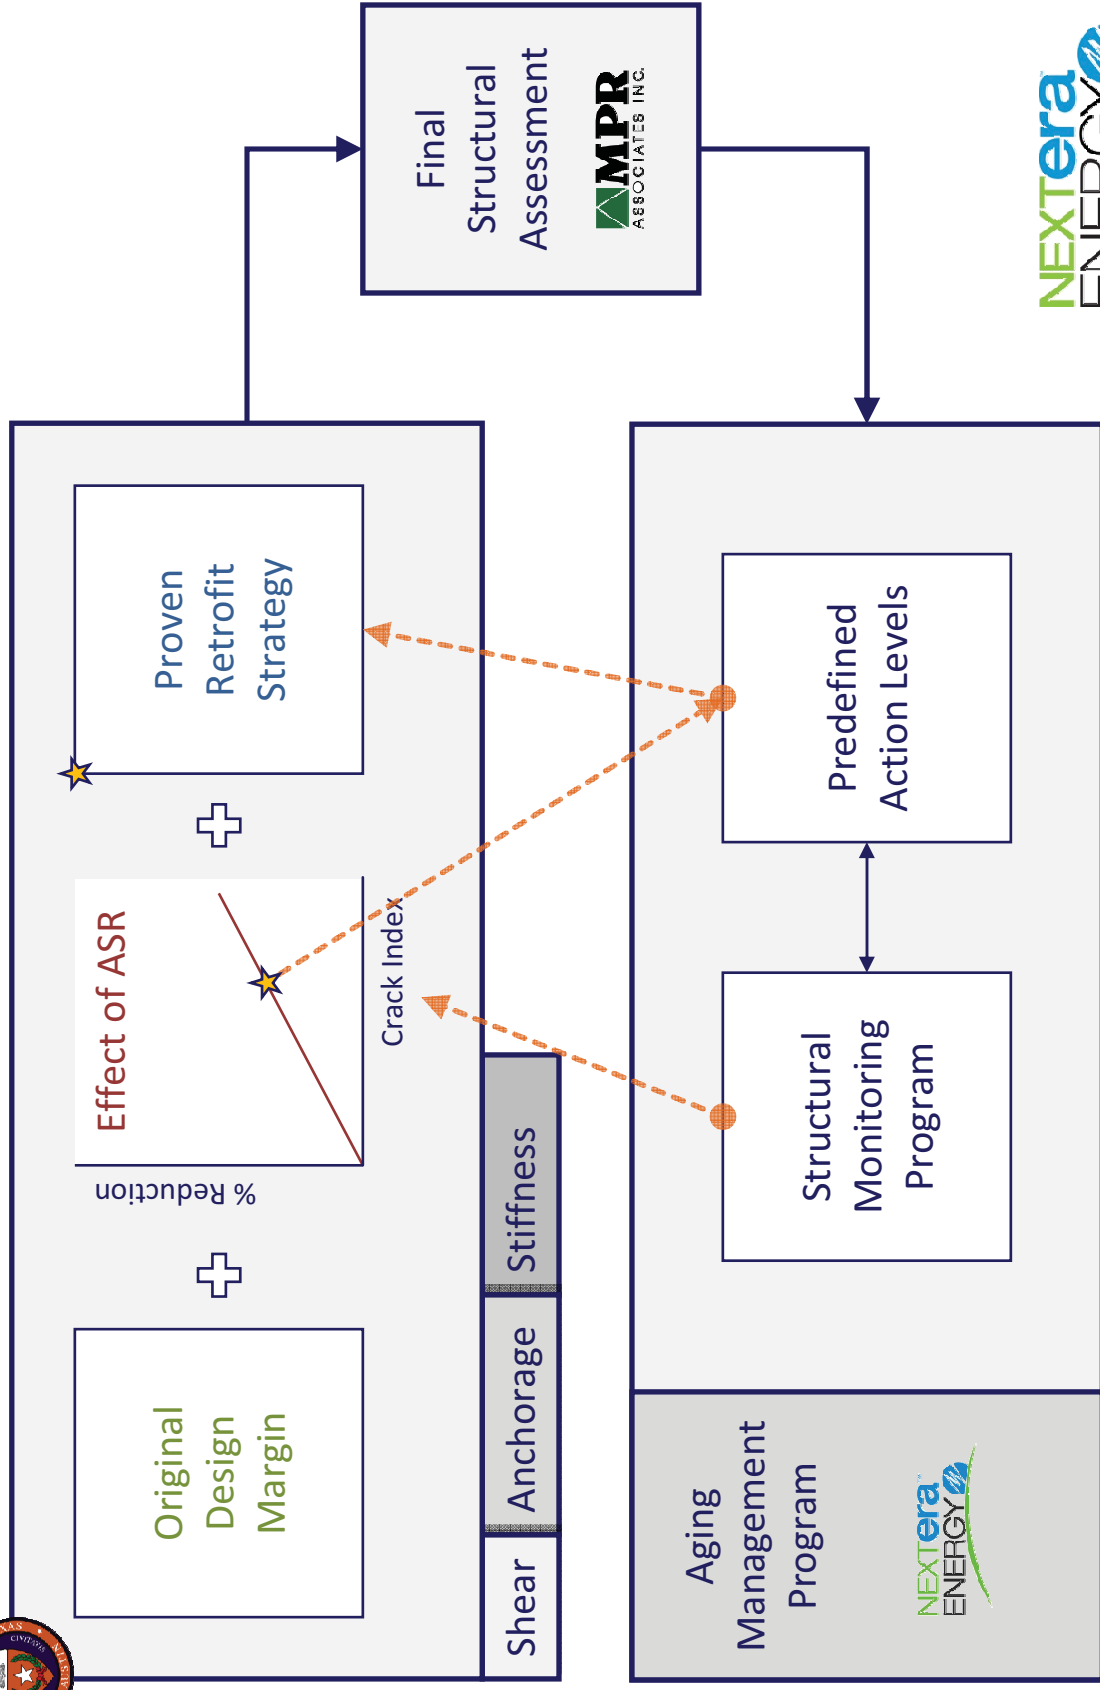 Original
Design
Margin
% Reduction
Effect of ASR
Crack Index
Proven
Retrofit
Strategy
Shear
Anchorage
Stiffness
Final
Structural
Assessment
MPR
ASSOCIATES INC.
Aging
Management
Program
NEXTera
ENERGY
Structural
Monitoring
Program
Predefined
Action Levels
NEXTera
ENERGY